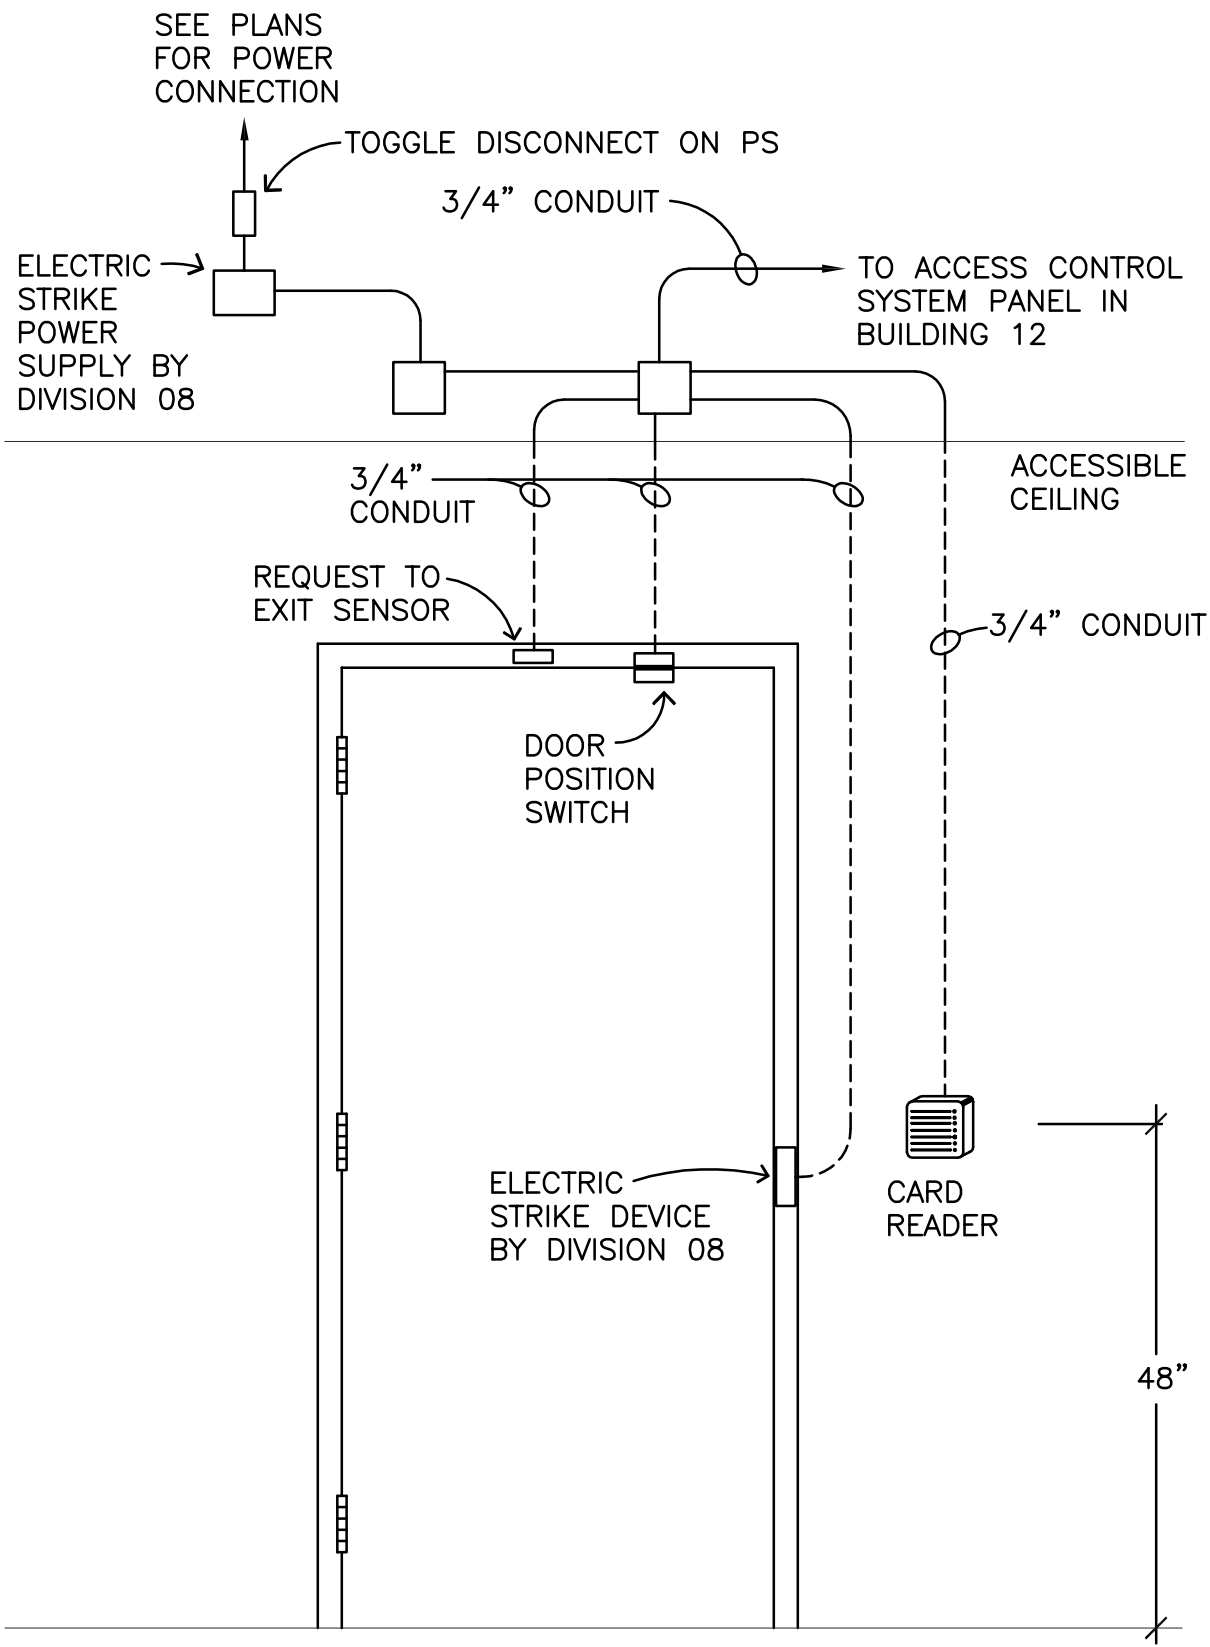 SEE PLANS
FOR POWER
CONNECTION
TOGGLE DISCONNECT ON PS
3/4” CONDUIT
ELECTRIC
STRIKE
POWER
SUPPLY BY
DIVISION 08
TO ACCESS CONTROL
SYSTEM PANEL IN
BUILDING 12
ACCESSIBLE
CEILING
3/4”
CONDUIT
REQUEST TO
EXIT SENSOR
3/4” CONDUIT
DOOR
POSITION
SWITCH
ELECTRIC
STRIKE DEVICE
BY DIVISION 08
CARD
READER
48”